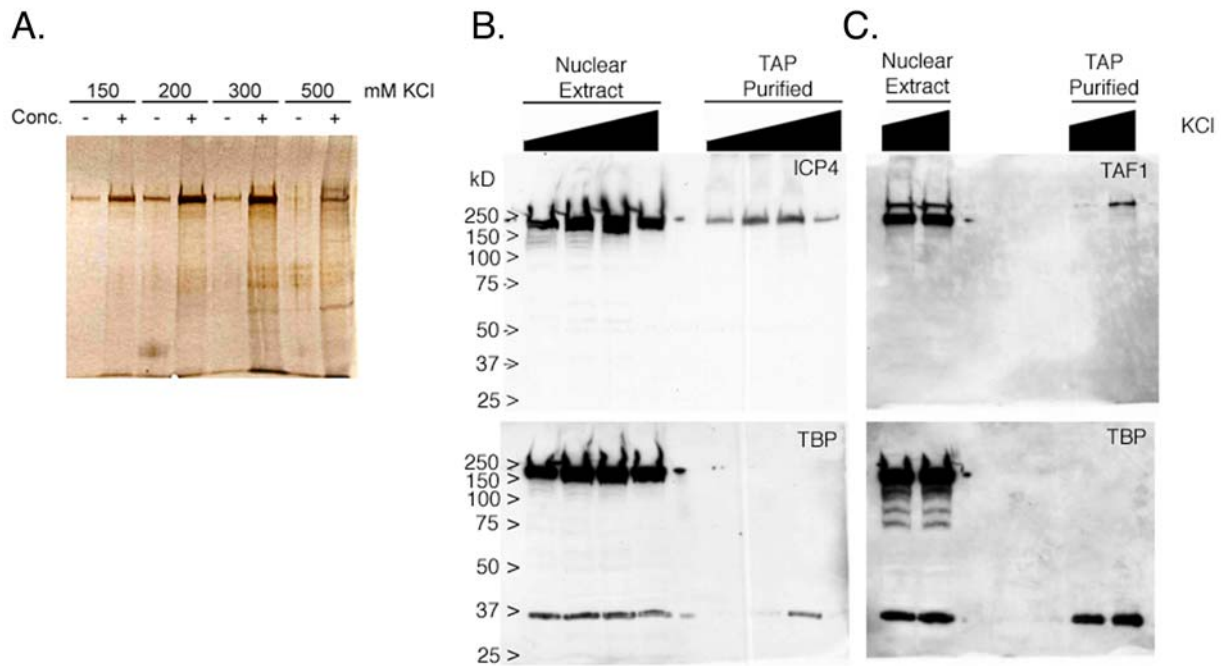 A.
150 200 300 500 mM KCl
Conc. - + - + - + - +
B.
Nuclear Extract
TAP Purified
ICP4
kD
250 >
150 >
100 >
75 >
50 >
37 >
25 >
TBP
250 >
150 >
100 >
75 >
50 >
37 >
25 >
C.
Nuclear Extract
TAP Purified
KCl
TAF1
TBP